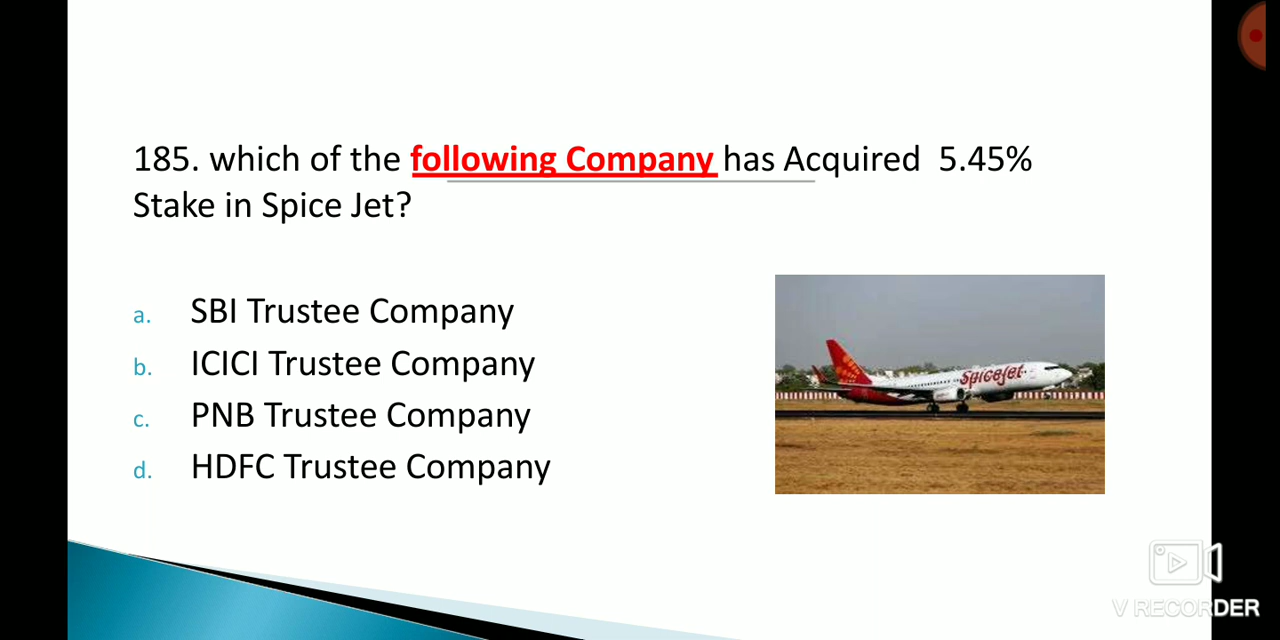 185. which of the following Company has Acquired 5.45%
Stake in Spice Jet?
a. SBI Trustee Company
b. ICICI Trustee Company
c. PNB Trustee Company
d. HDFC Trustee Company
SpiceJet
V RECORDER